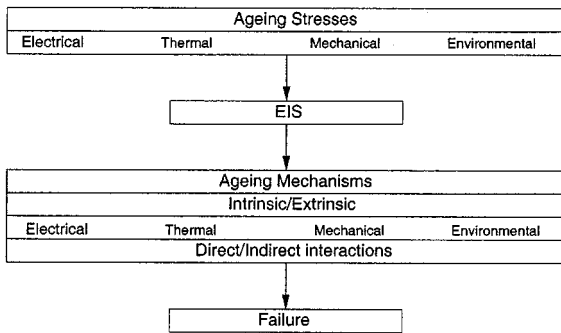 Ageing Stresses
Electrical Thermal Mechanical Environmental
EIS
Ageing Mechanisms
Intrinsic/Extrinsic
Electrical Thermal Mechanical Environmental
Direct/Indirect interactions
Failure